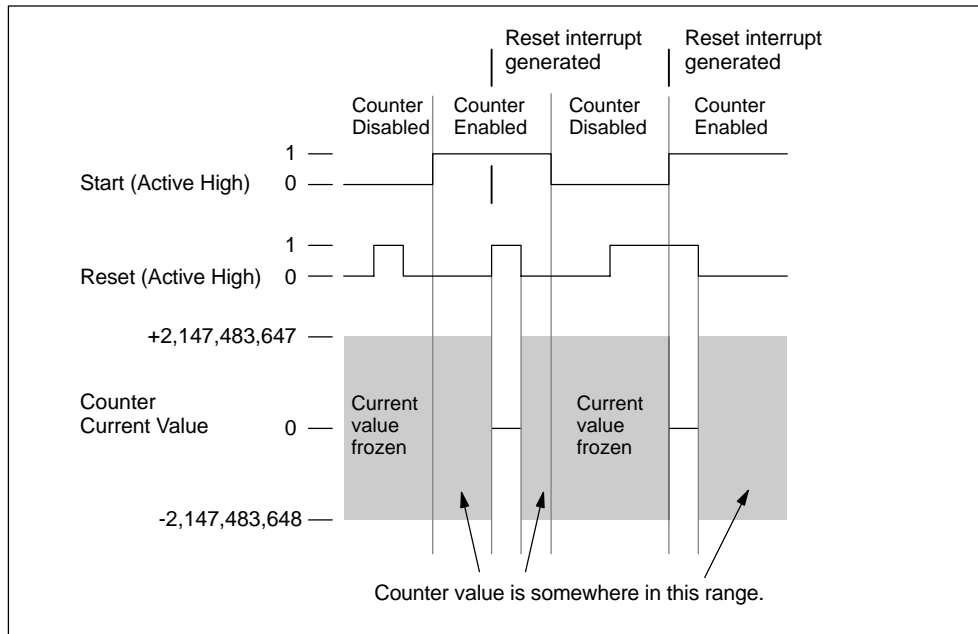 Reset interrupt
generated
Reset interrupt
generated
Counter
Disabled
Counter
Enabled
Counter
Disabled
Counter
Enabled
1
Start (Active High)
0
1
Reset (Active High)
0
+2,147,483,647
Counter
Current Value
0
Current
value
frozen
Current
value
frozen
-2,147,483,648
Counter value is somewhere in this range.